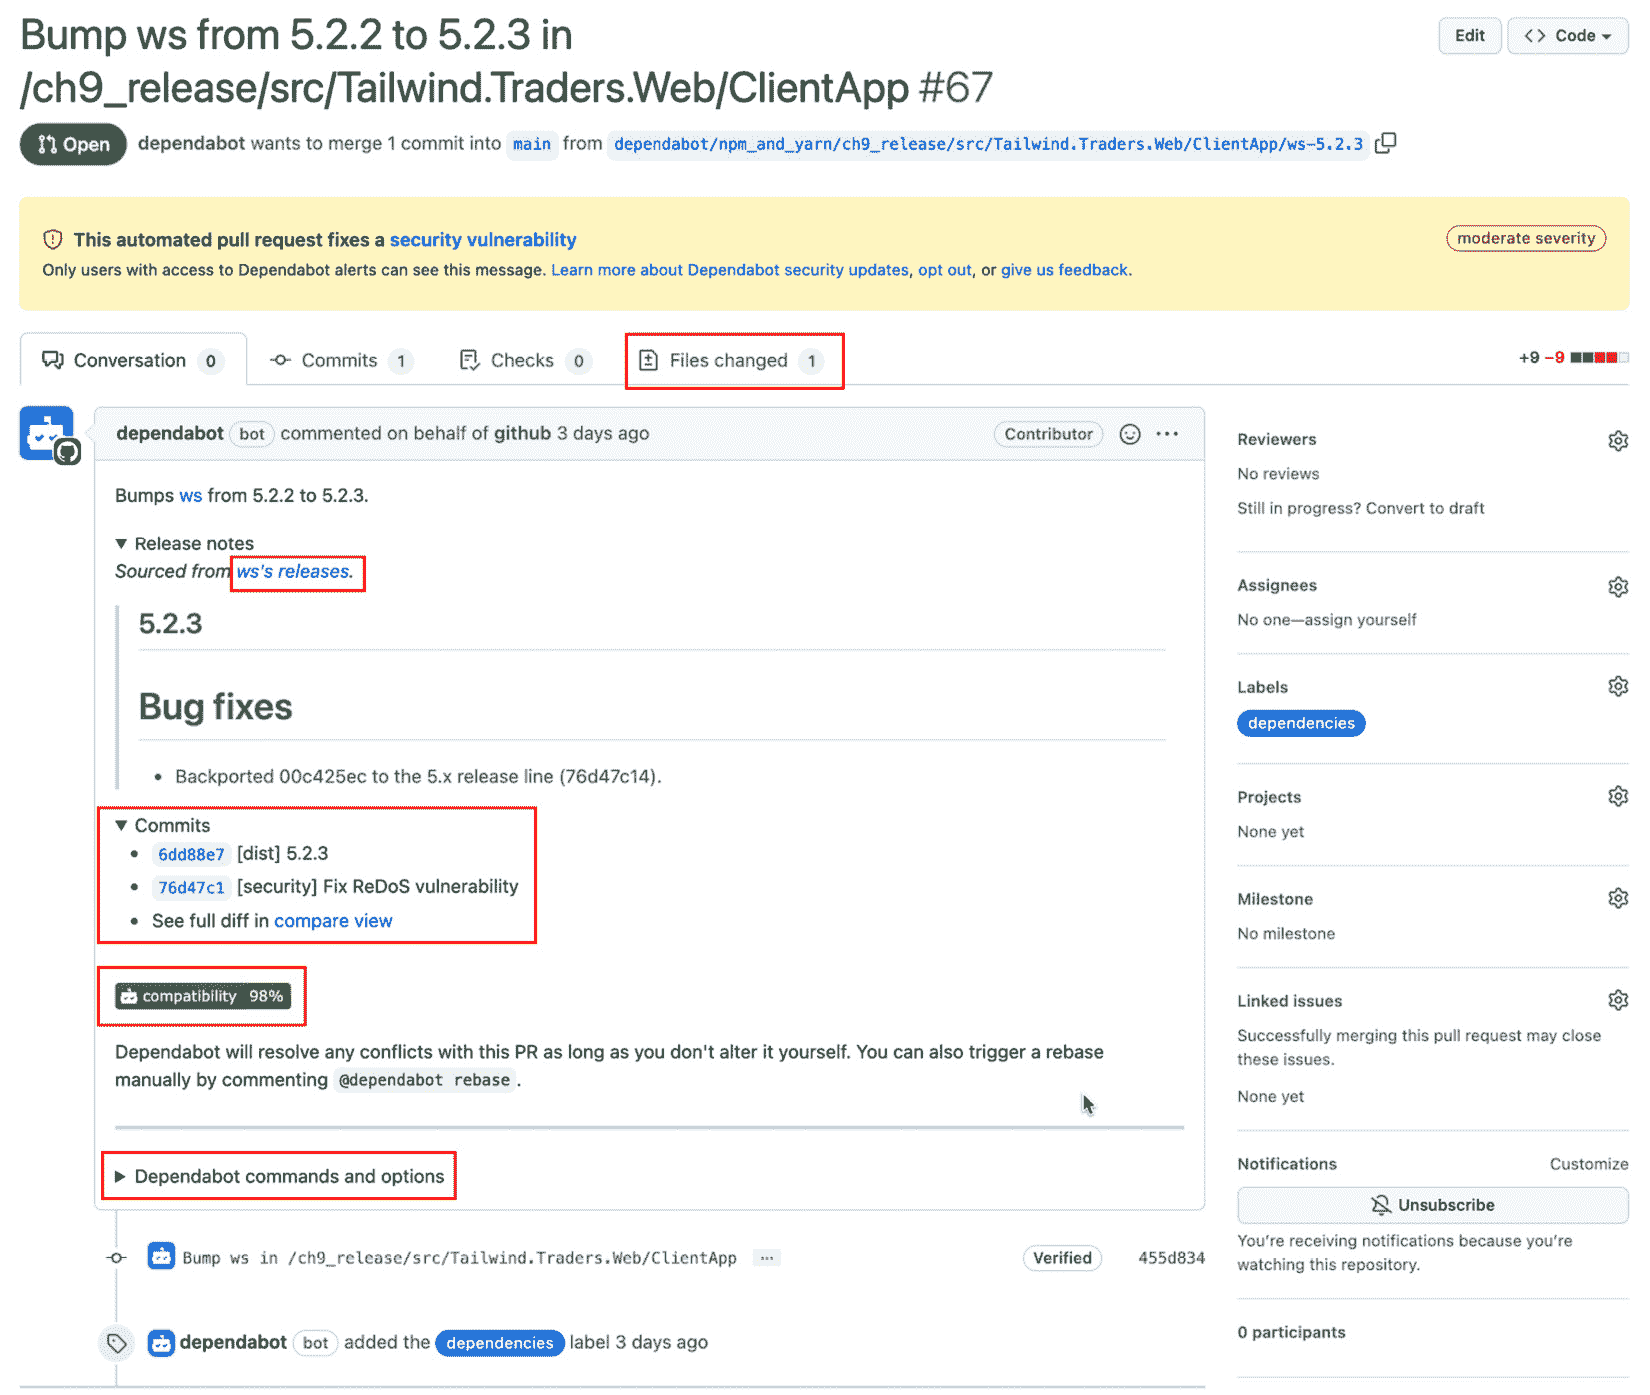 Bump ws from 5.2.2 to 5.2.3 in
/ch9_release/src/Tailwind.Traders.Web/ClientApp #67
Edit
Code
Open
dependabot wants to merge 1 commit into main from dependabot/npm_and_yarn/ch9_release/src/Tailwind.Traders.Web/ClientApp/ws-5.2.3
This automated pull request fixes a security vulnerability
moderate severity
Only users with access to Dependabot alerts can see this message. Learn more about Dependabot security updates, opt out, or give us feedback.
Conversation 0
Commits 1
Checks 0
Files changed 1
+9 −9
dependabot bot commented on behalf of github 3 days ago
Contributor
Bumps ws from 5.2.2 to 5.2.3.
Release notes
Sourced from ws's releases.
5.2.3
Bug fixes
• Backported 00c425ec to the 5.x release line (76d47c14).
Commits
• 6dd88e7 [dist] 5.2.3
• 76d47c1 [security] Fix ReDoS vulnerability
• See full diff in compare view
compatibility 98%
Dependabot will resolve any conflicts with this PR as long as you don't alter it yourself. You can also trigger a rebase
manually by commenting @dependabot rebase .
Dependabot commands and options
Bump ws in /ch9_release/src/Tailwind.Traders.Web/ClientApp ...
Verified
455d834
dependabot bot added the dependencies label 3 days ago
Reviewers
No reviews
Still in progress? Convert to draft
Assignees
No one—assign yourself
Labels
dependencies
Projects
None yet
Milestone
No milestone
Linked issues
Successfully merging this pull request may close
these issues.
None yet
Notifications
Customize
Unsubscribe
You're receiving notifications because you're
watching this repository.
0 participants